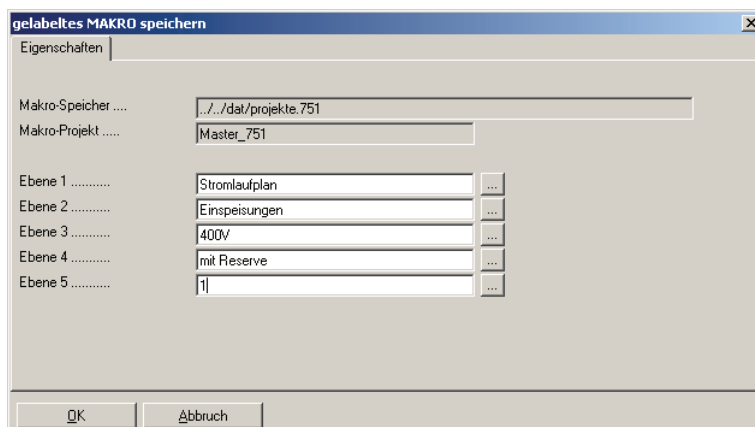 gelabeltes MAKRO speichern
Eigenschaften
Makro-Speicher .... ../../dat/projekte.751
Makro-Projekt ..... Master_751
Ebene 1 .......... Stromlaufplan ...
Ebene 2 .......... Einspeisungen ...
Ebene 3 .......... 400V ...
Ebene 4 .......... mit Reserve ...
Ebene 5 .......... 1 ...
OK Abbruch